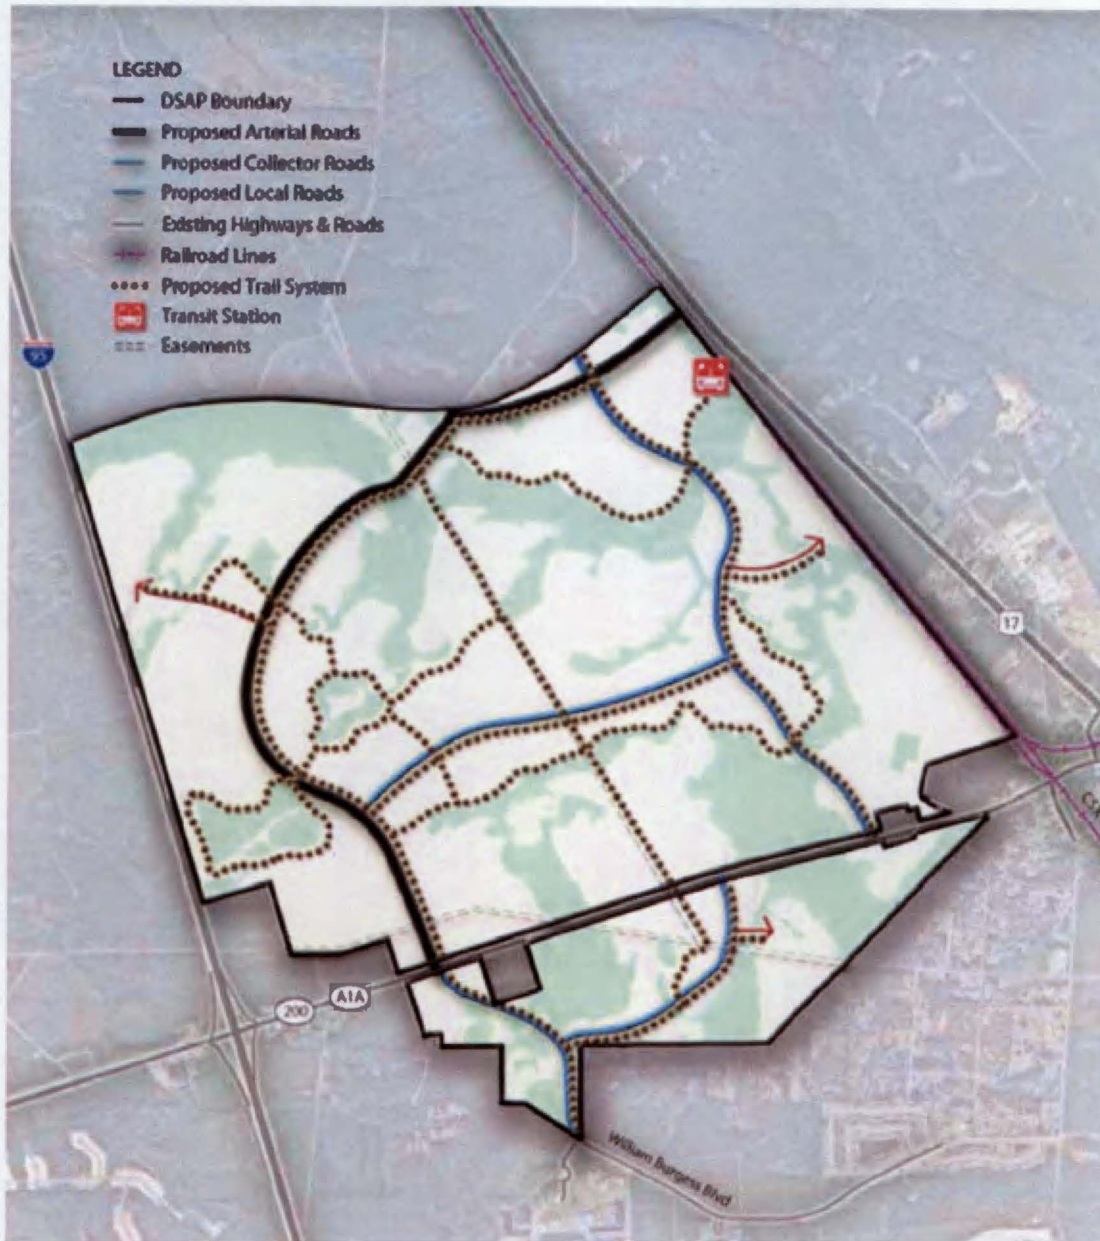 LEGEND
DSAP Boundary
Proposed Arterial Roads
Proposed Collector Roads
Proposed Local Roads
Existing Highways & Roads
Railroad Lines
Proposed Trail System
Transit Station
Easements
95
17
200
A1A
William Burgess Blvd